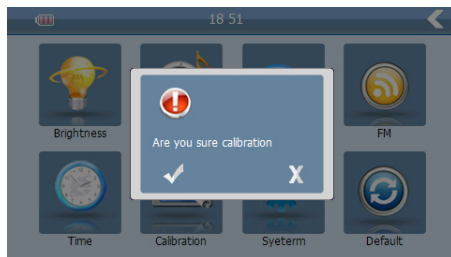 18 51
Are you sure calibration
X
Brightness
FM
Time
Calibration
Syeterm
Default